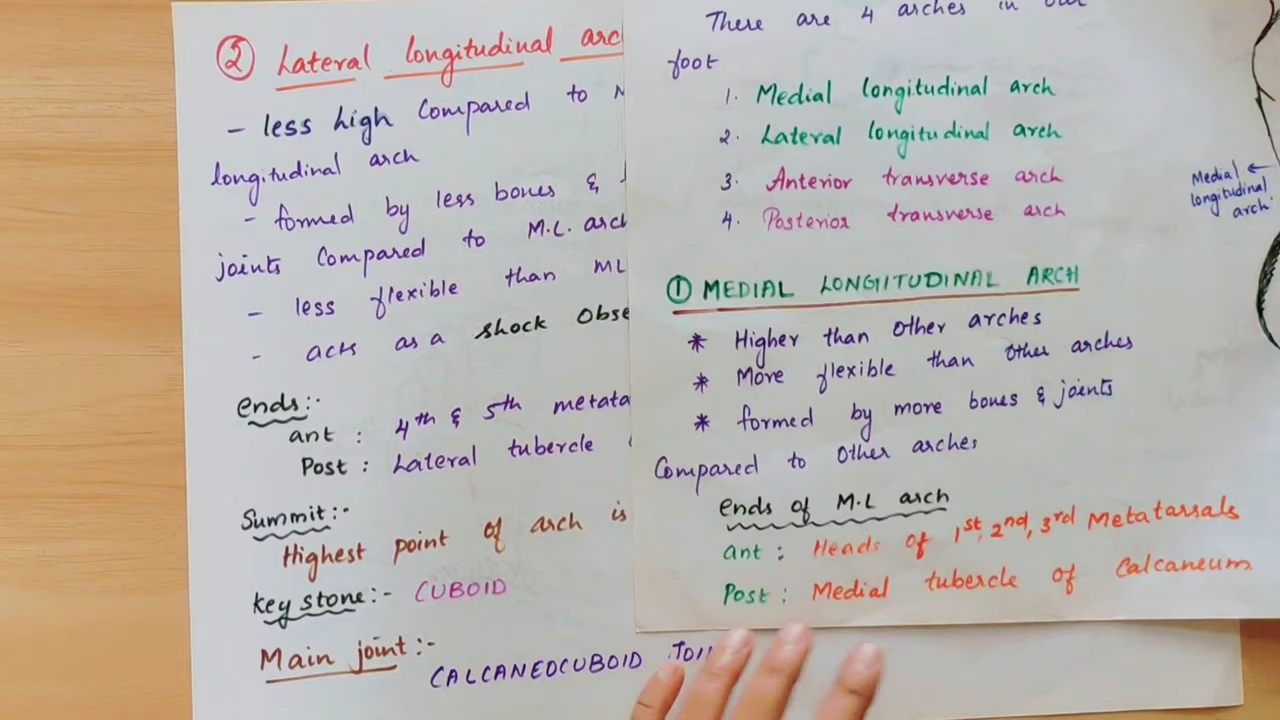 ② Lateral longitudinal
- less high compared to
longitudinal arch
- formed by less bones &
joints compared to M.L. arch
- less flexible than ML
- acts as a shock
ends:-
ant : 4th & 5th
Post : Lateral tubercle
Summit:-
Highest point of arch is
key stone:- CUBOID
Main joint:-
CALCANEOCUBOID
There are 4 arches in our
foot
1. Medial longitudinal arch
2. Lateral longitudinal arch
3. Anterior transverse arch
4. Posterior transverse arch
① MEDIAL LONGITUDINAL ARCH
* Higher than other arches
* More flexible than other arches
* formed by more bones & joints
Compared to other arches
ends of M.L arch
ant : Heads of 1st, 2nd, 3rd Metatarsals
Post : Medial tubercle of Calcaneum
Medial ←
longitudinal
arch